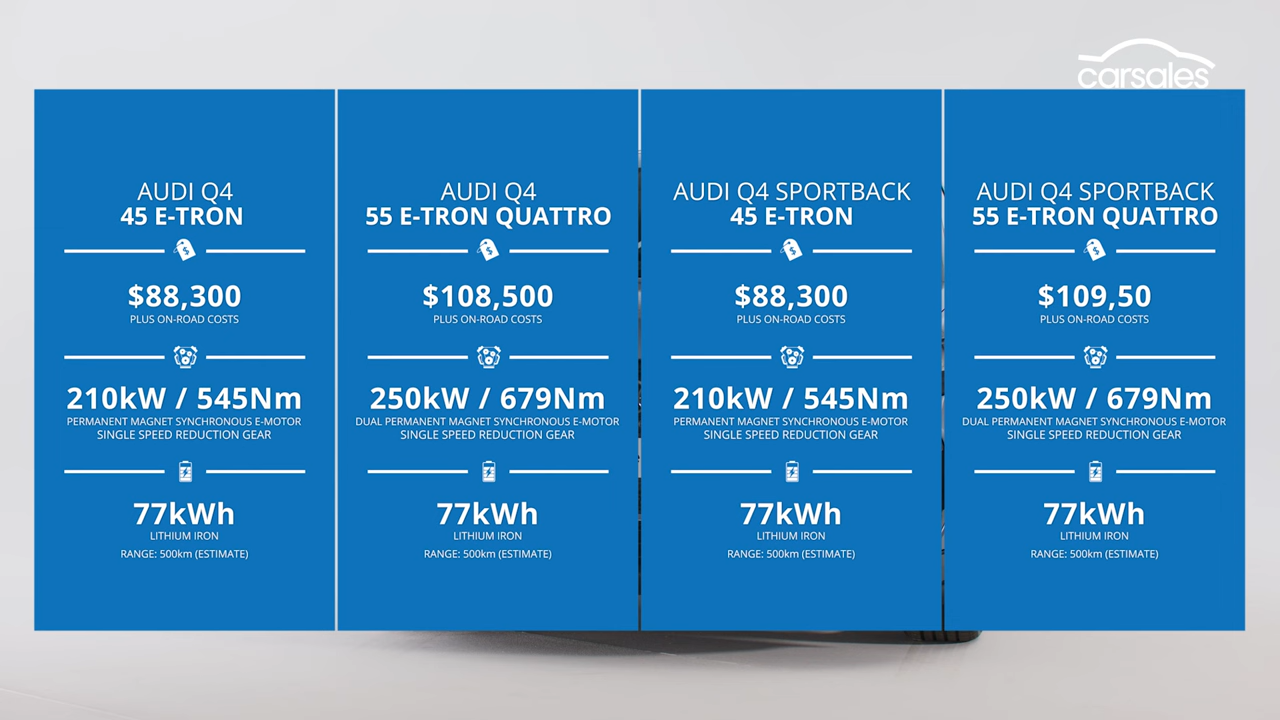 carsales
AUDI Q4
45 E-TRON
$88,300
PLUS ON-ROAD COSTS
210kW / 545Nm
PERMANENT MAGNET SYNCHRONOUS E-MOTOR
SINGLE SPEED REDUCTION GEAR
77kWh
LITHIUM IRON
RANGE: 500km (ESTIMATE)
AUDI Q4
55 E-TRON QUATTRO
$108,500
PLUS ON-ROAD COSTS
250kW / 679Nm
DUAL PERMANENT MAGNET SYNCHRONOUS E-MOTOR
SINGLE SPEED REDUCTION GEAR
77kWh
LITHIUM IRON
RANGE: 500km (ESTIMATE)
AUDI Q4 SPORTBACK
45 E-TRON
$88,300
PLUS ON-ROAD COSTS
210kW / 545Nm
PERMANENT MAGNET SYNCHRONOUS E-MOTOR
SINGLE SPEED REDUCTION GEAR
77kWh
LITHIUM IRON
RANGE: 500km (ESTIMATE)
AUDI Q4 SPORTBACK
55 E-TRON QUATTRO
$109,50
PLUS ON-ROAD COSTS
250kW / 679Nm
DUAL PERMANENT MAGNET SYNCHRONOUS E-MOTOR
SINGLE SPEED REDUCTION GEAR
77kWh
LITHIUM IRON
RANGE: 500km (ESTIMATE)